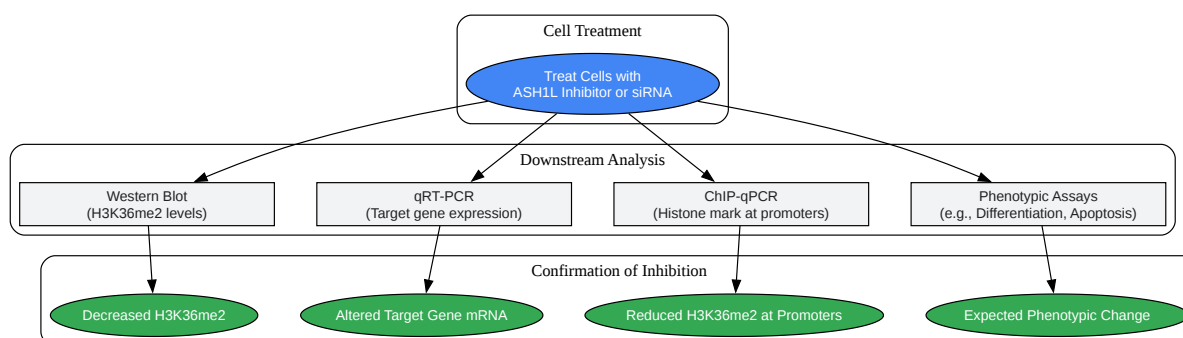 Cell Treatment
Treat Cells with
ASH1L Inhibitor or siRNA
Downstream Analysis
Western Blot
(H3K36me2 levels)
qRT-PCR
(Target gene expression)
ChIP-qPCR
(Histone mark at promoters)
Phenotypic Assays
(e.g., Differentiation, Apoptosis)
Confirmation of Inhibition
Decreased H3K36me2
Altered Target Gene mRNA
Reduced H3K36me2 at Promoters
Expected Phenotypic Change